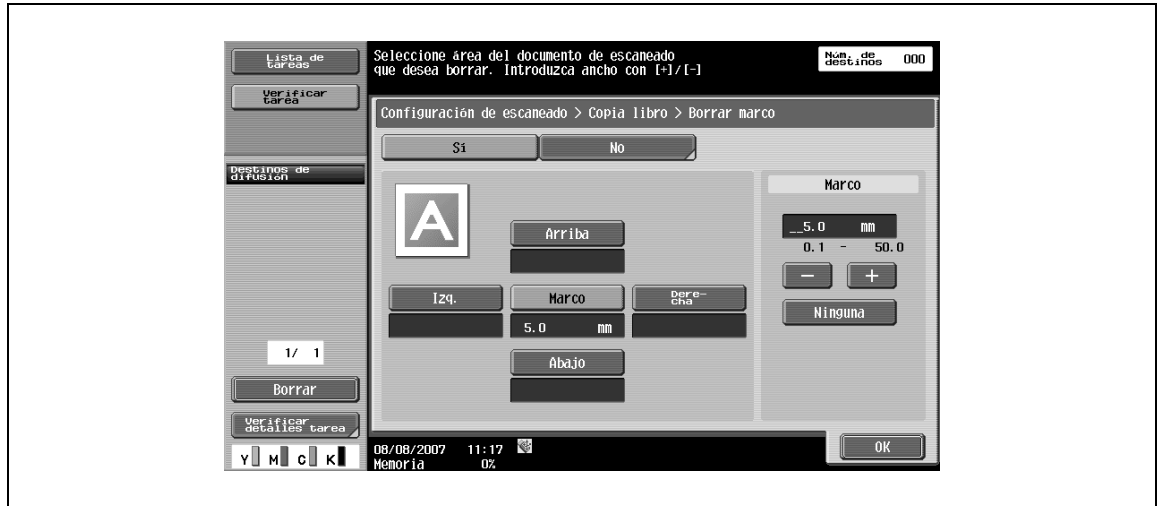 Lista de
tareas
Verificar
tarea
Destinos de
difusión
1/ 1
Borrar
Verificar
detalles tarea
Y M C K
Seleccione área del documento de escaneado
que desea borrar. Introduzca ancho con [+]/[-]
Núm. de
destinos 000
Configuración de escaneado > Copia libro > Borrar marco
Sí No
A
Arriba
Izq. Marco Dere-
cha
5.0 mm
Abajo
Marco
__5.0 mm
0.1 - 50.0
- +
Ninguna
08/08/2007 11:17
Memoria 0%
OK